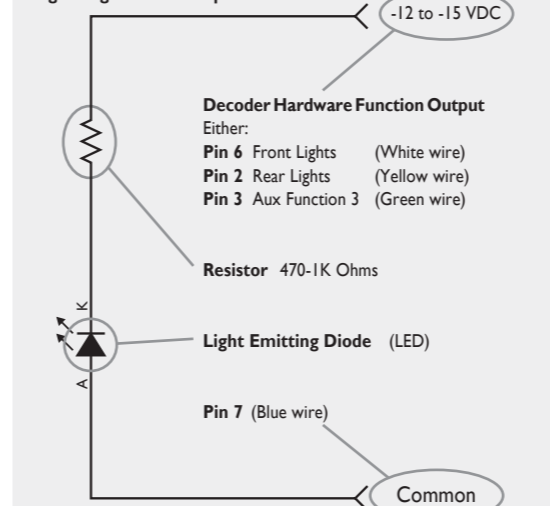 -12 to -15 VDC
Decoder Hardware Function Output
Either:
Pin 6 Front Lights (White wire)
Pin 2 Rear Lights (Yellow wire)
Pin 3 Aux Function 3 (Green wire)
Resistor 470-1K Ohms
K
Light Emitting Diode (LED)
A
Pin 7 (Blue wire)
Common